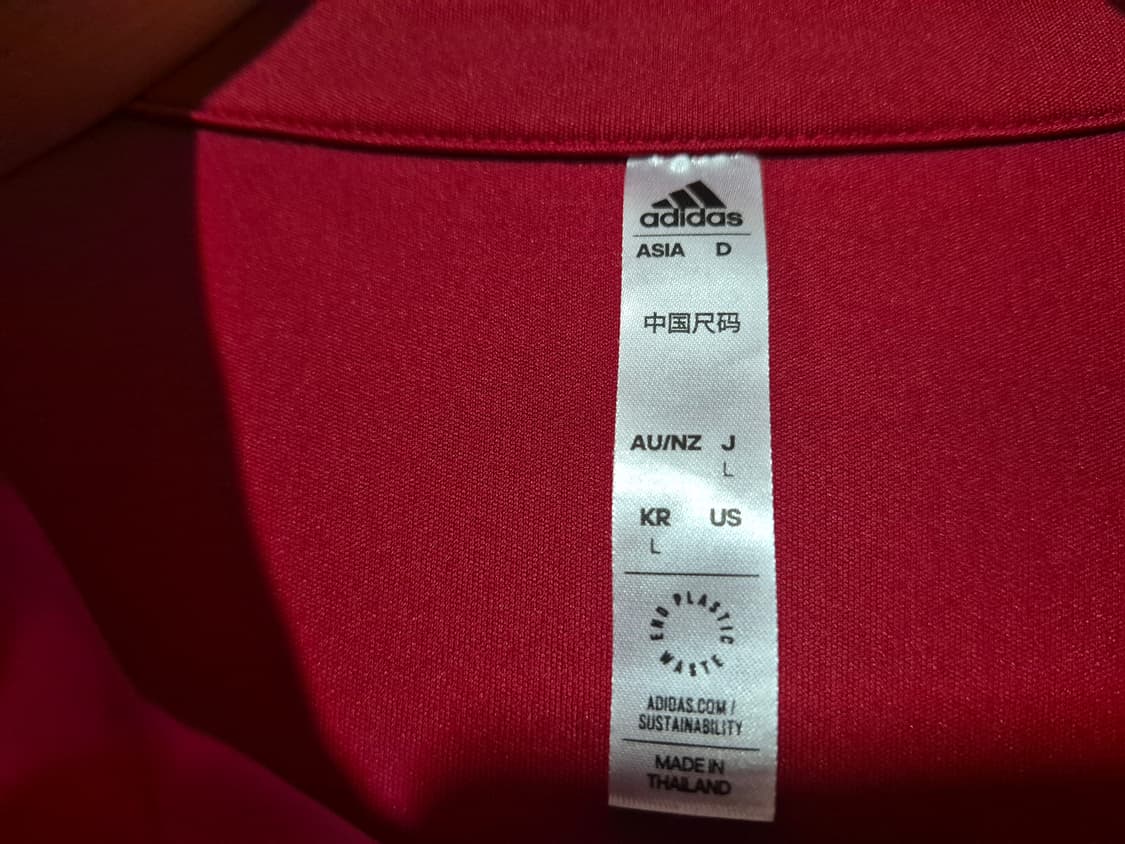 adidas
ASIA D
中国尺码
AU/NZ J
L
KR US
L
END PLASTIC WASTE
ADIDAS.COM/
SUSTAINABILITY
MADE IN
THAILAND